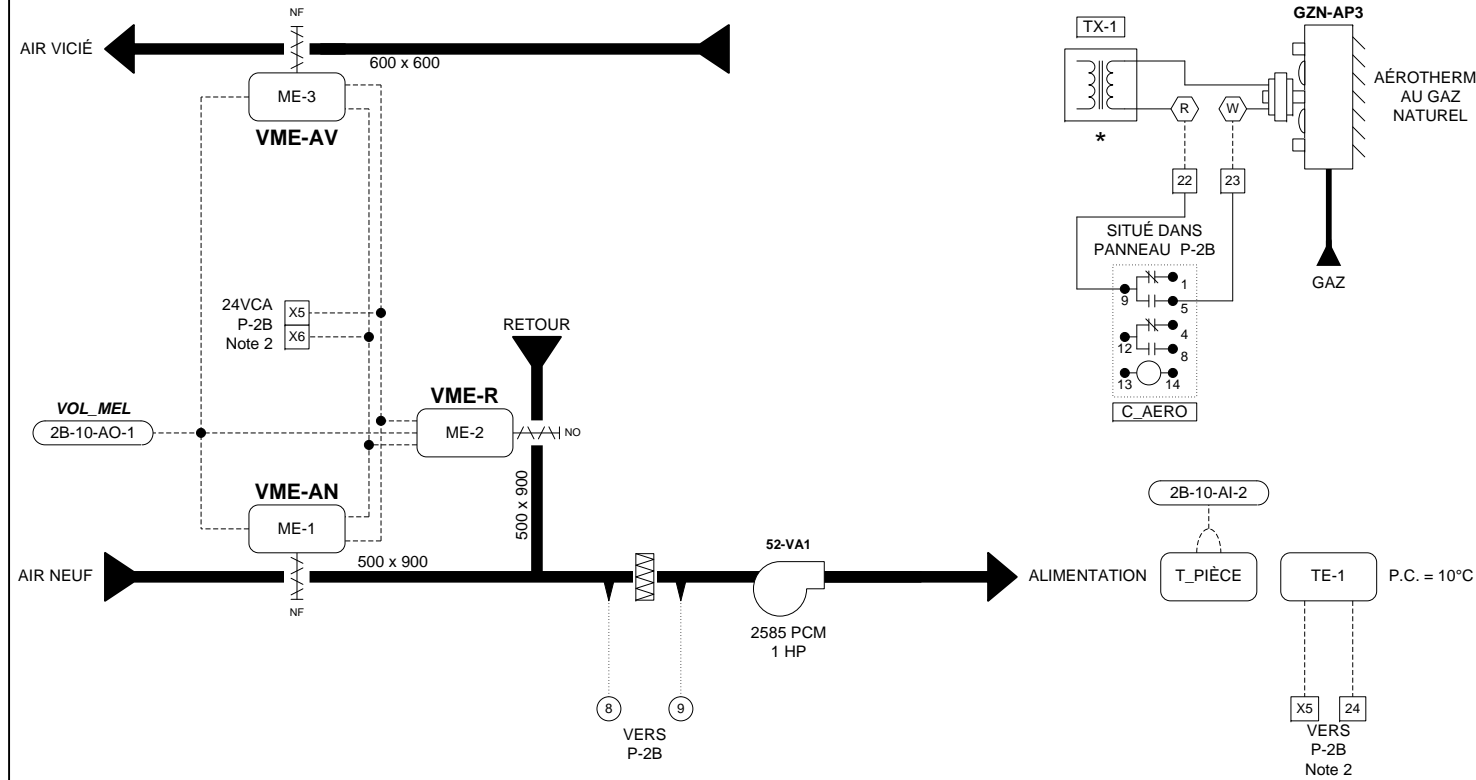 NF
AIR VICIÉ
600 x 600
ME-3
VME-AV
24VCA
P-2B
Note 2
X5
X6
VOL_MEL
2B-10-AO-1
VME-R
ME-2
NO
RETOUR
500 x 900
VME-AN
ME-1
AIR NEUF
500 x 900
NF
52-VA1
2585 PCM
1 HP
8
9
VERS
P-2B
ALIMENTATION
TX-1
*
R
W
GZN-AP3
AÉROTHERM
AU GAZ
NATUREL
22
23
GAZ
SITUÉ DANS
PANNEAU P-2B
1
9
5
4
12
8
13
14
C_AERO
2B-10-AI-2
T_PIÈCE
TE-1
P.C. = 10°C
X5
24
VERS
P-2B
Note 2